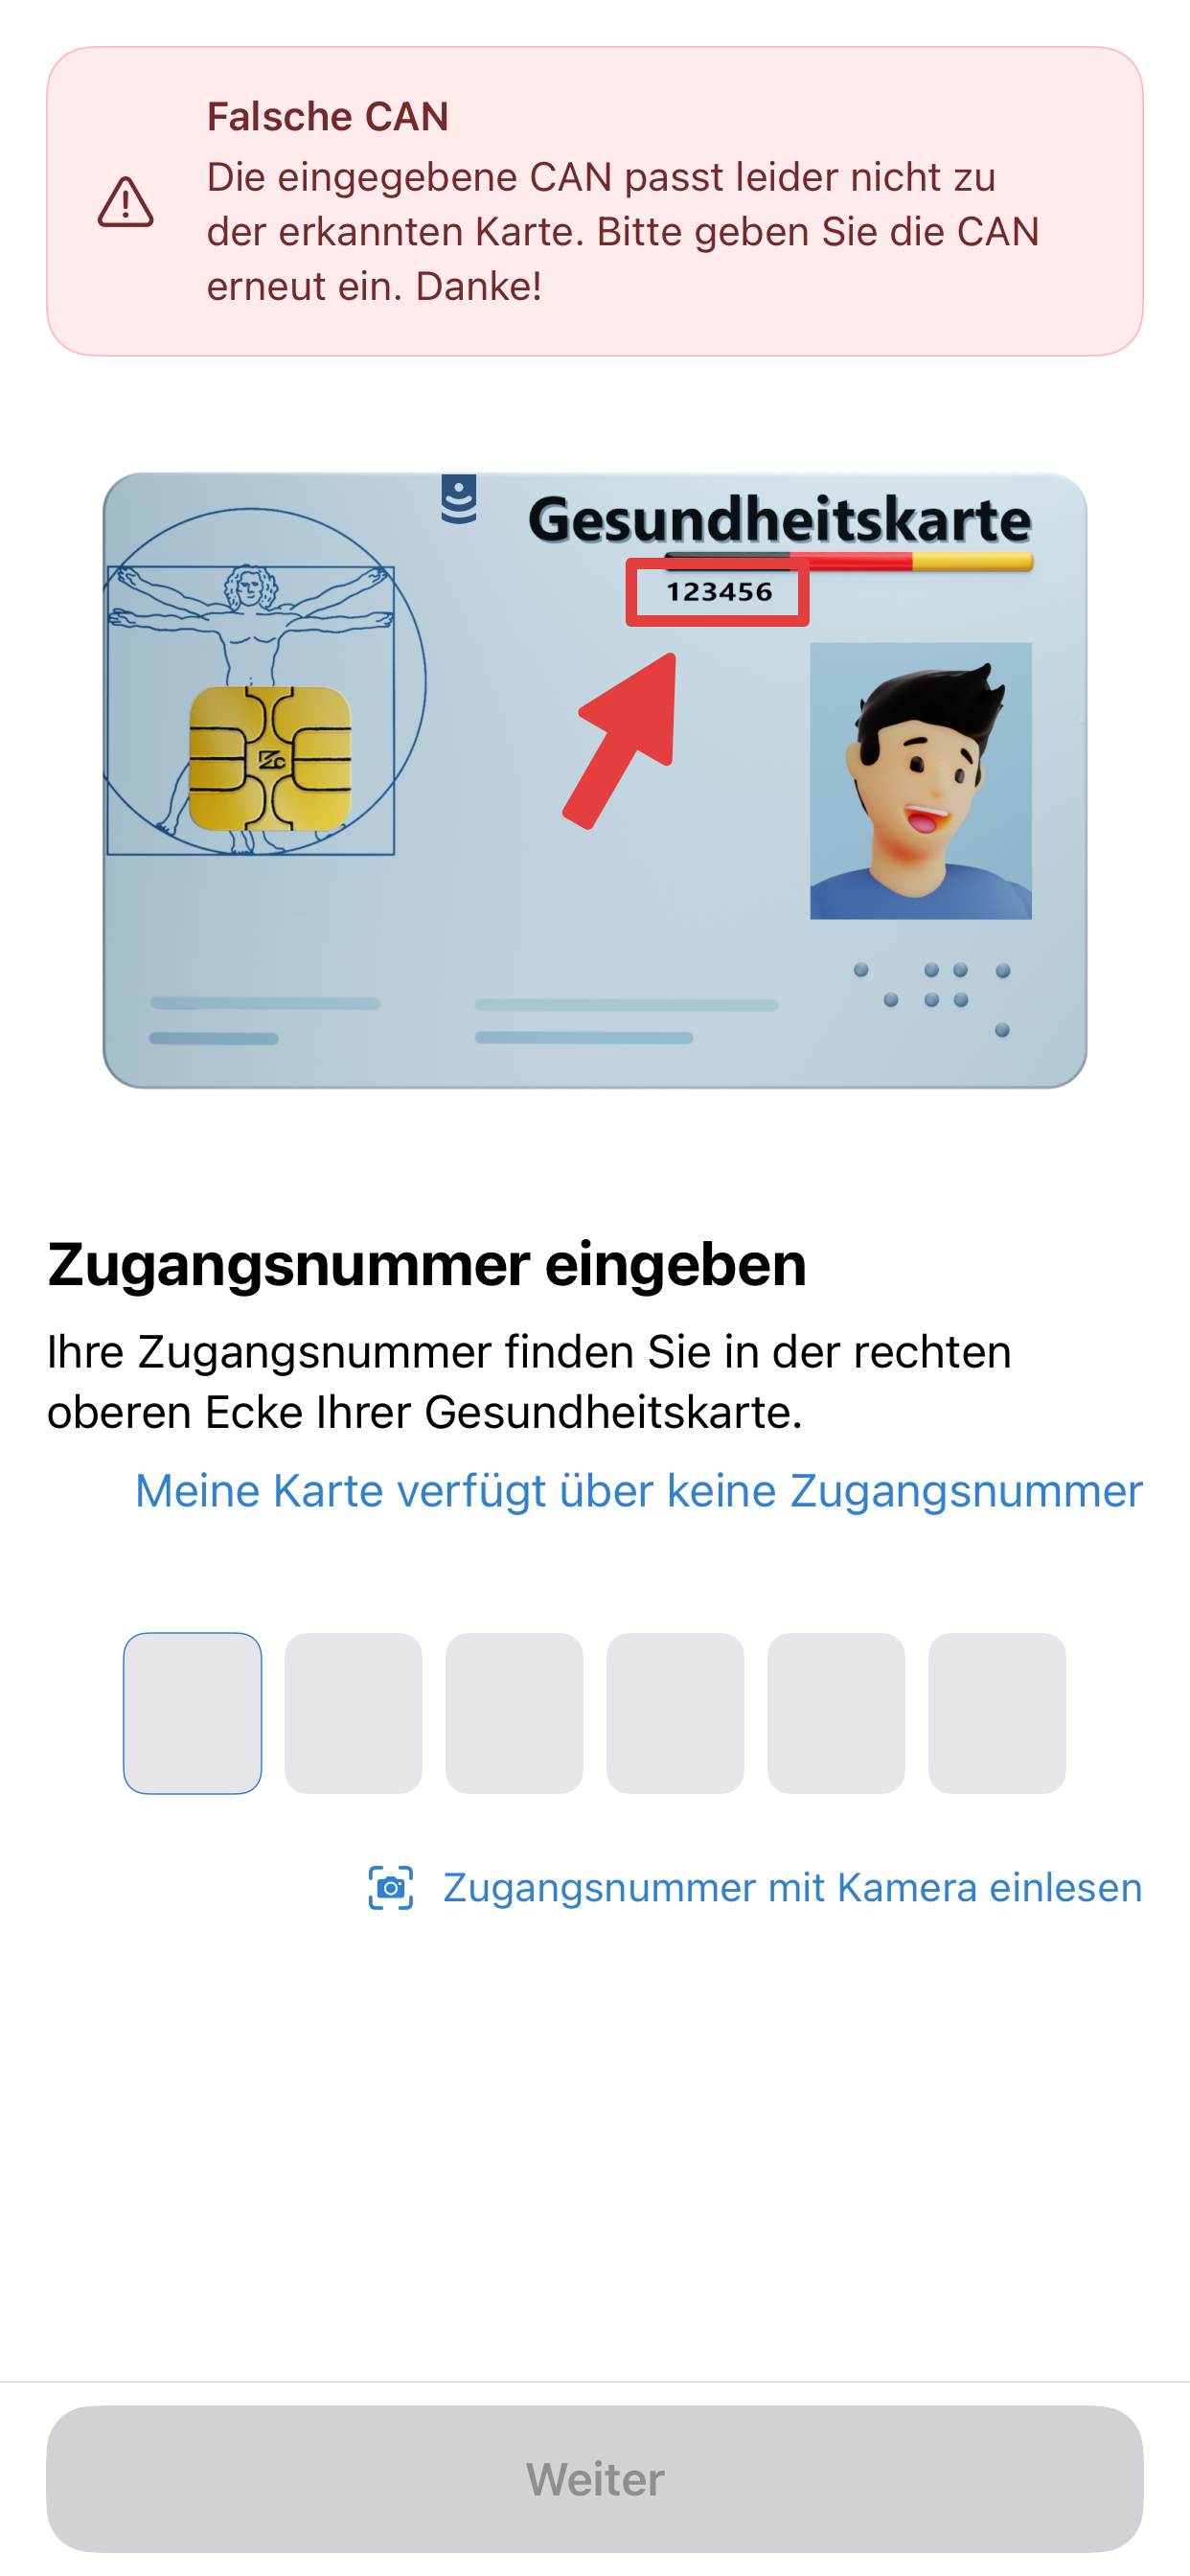 Falsche CAN
Die eingegebene CAN passt leider nicht zu
der erkannten Karte. Bitte geben Sie die CAN
erneut ein. Danke!
Gesundheitskarte
123456
Zugangsnummer eingeben
Ihre Zugangsnummer finden Sie in der rechten
oberen Ecke Ihrer Gesundheitskarte.
Meine Karte verfügt über keine Zugangsnummer
Zugangsnummer mit Kamera einlesen
Weiter